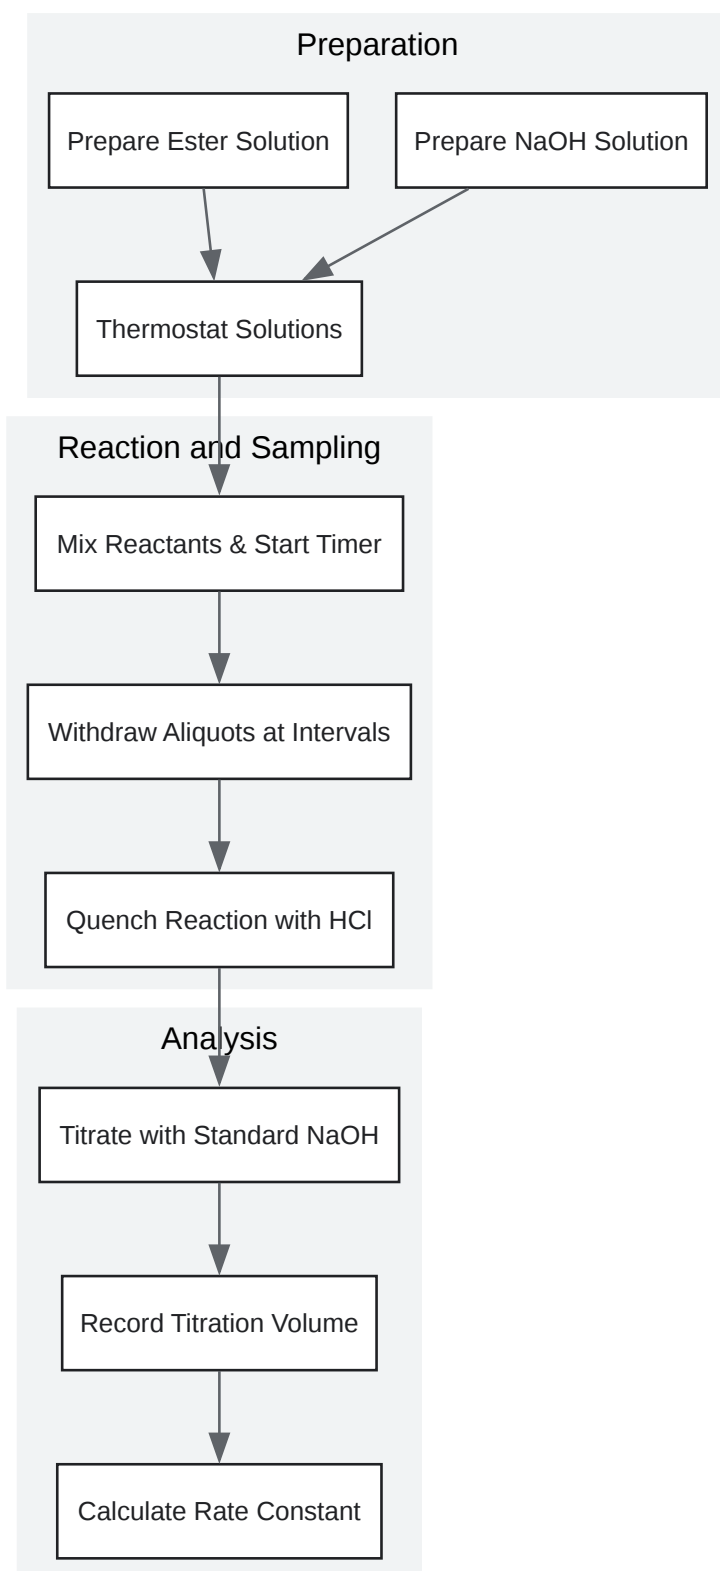 Preparation
Prepare Ester Solution
Prepare NaOH Solution
Thermostat Solutions
Reaction and Sampling
Mix Reactants & Start Timer
Withdraw Aliquots at Intervals
Quench Reaction with HCl
Analysis
Titrate with Standard NaOH
Record Titration Volume
Calculate Rate Constant